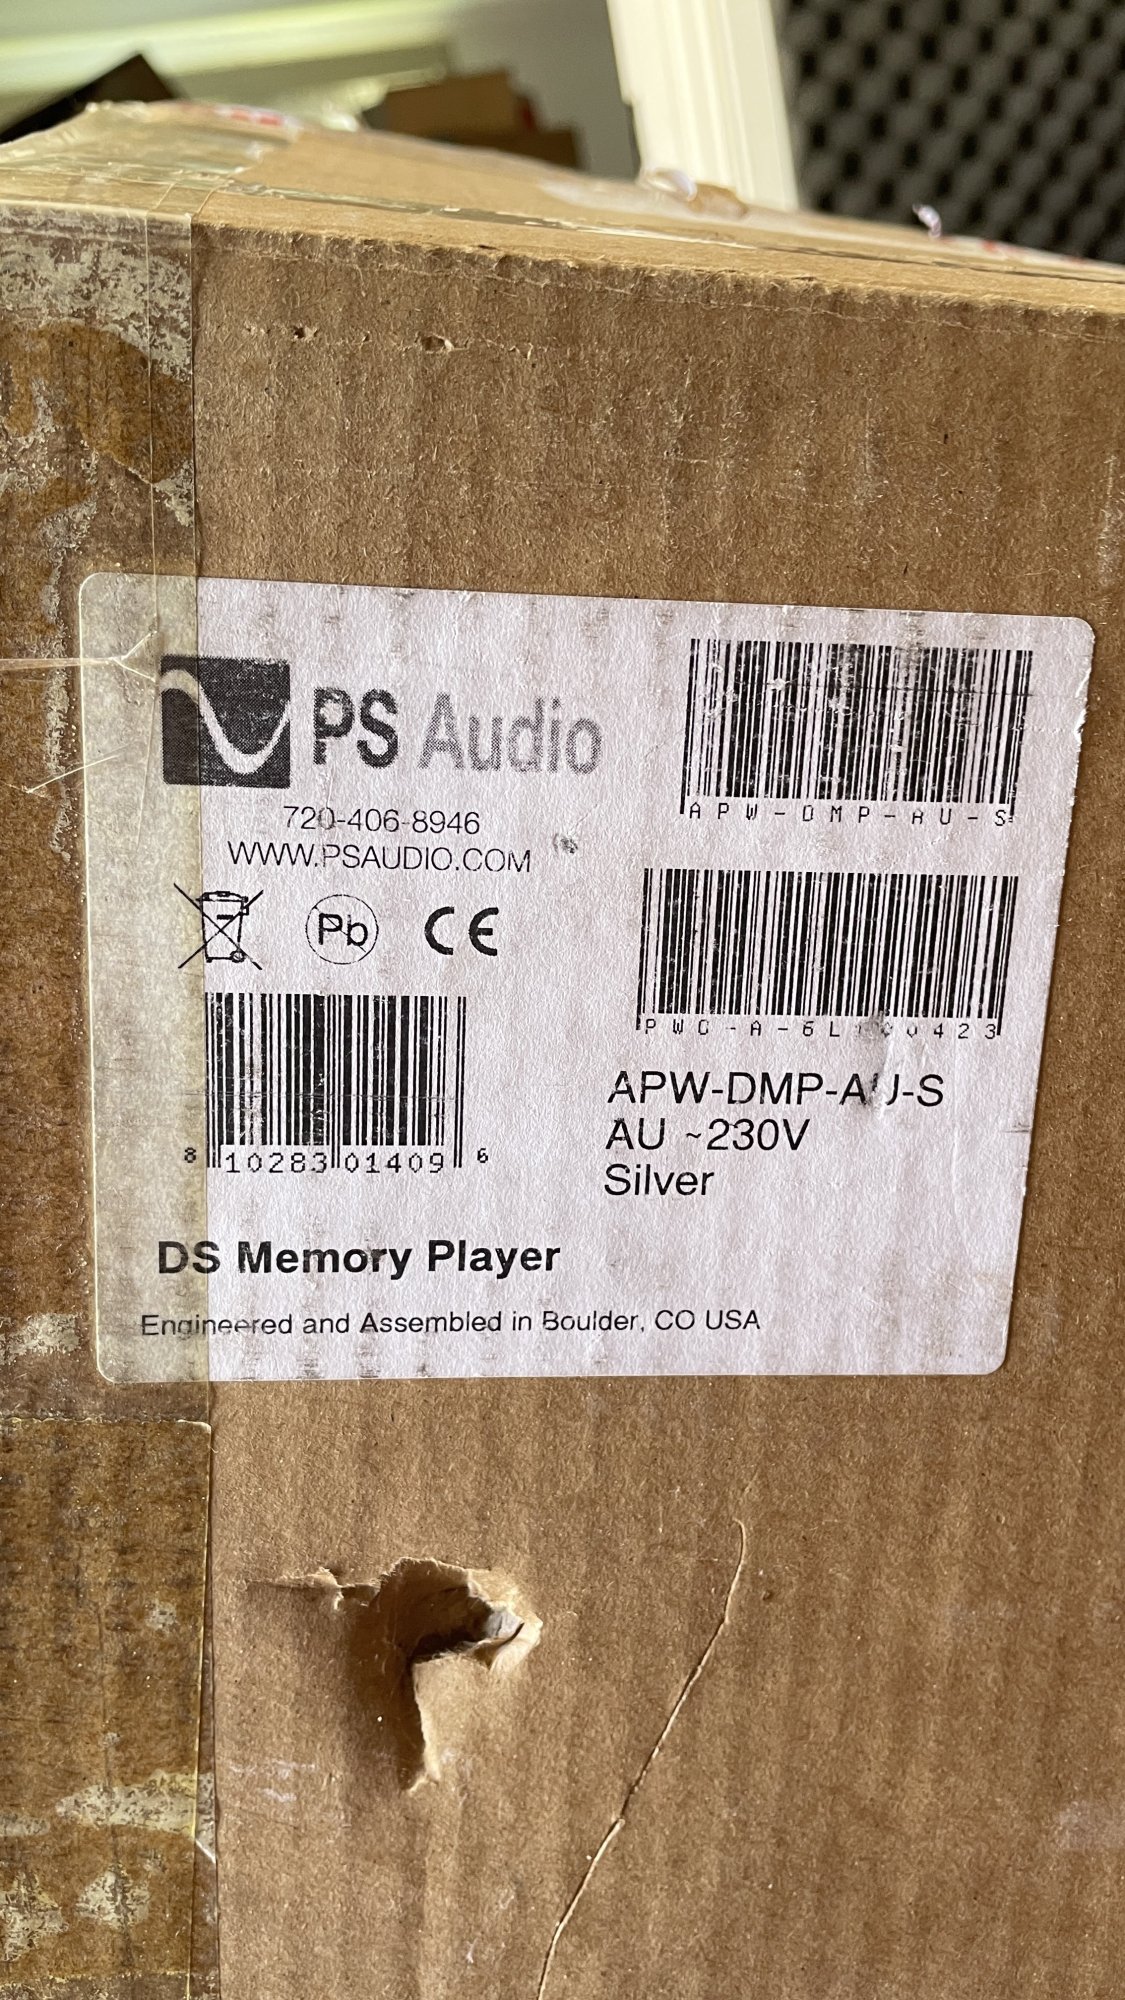 PS Audio
720-406-8946
WWW.PSAUDIO.COM
Pb
CE
8 10283 01409 6
APW-DMP-AU-S
APW-DMP-AU-S
AU ~230V
Silver
DS Memory Player
Engineered and Assembled in Boulder, CO USA